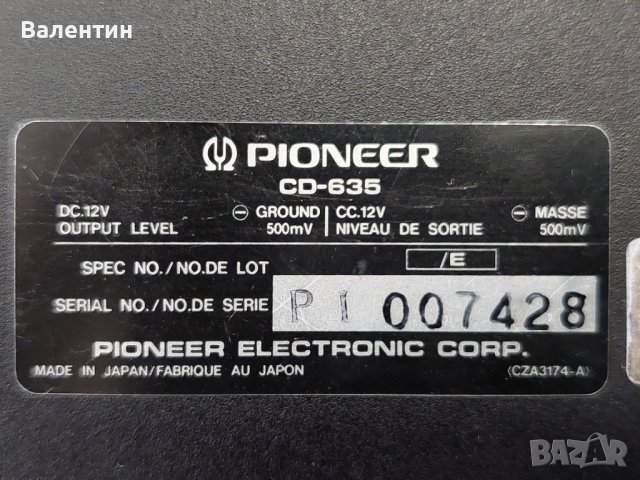 Валентин
PIONEER
CD-635
DC.12V ⊖ GROUND CC.12V ⊖ MASSE
OUTPUT LEVEL 500mV NIVEAU DE SORTIE 500mV
SPEC NO./NO.DE LOT /E
SERIAL NO./NO.DE SERIE PI 007428
PIONEER ELECTRONIC CORP.
MADE IN JAPAN/FABRIQUE AU JAPON (CZA3174-A)
BAZAR